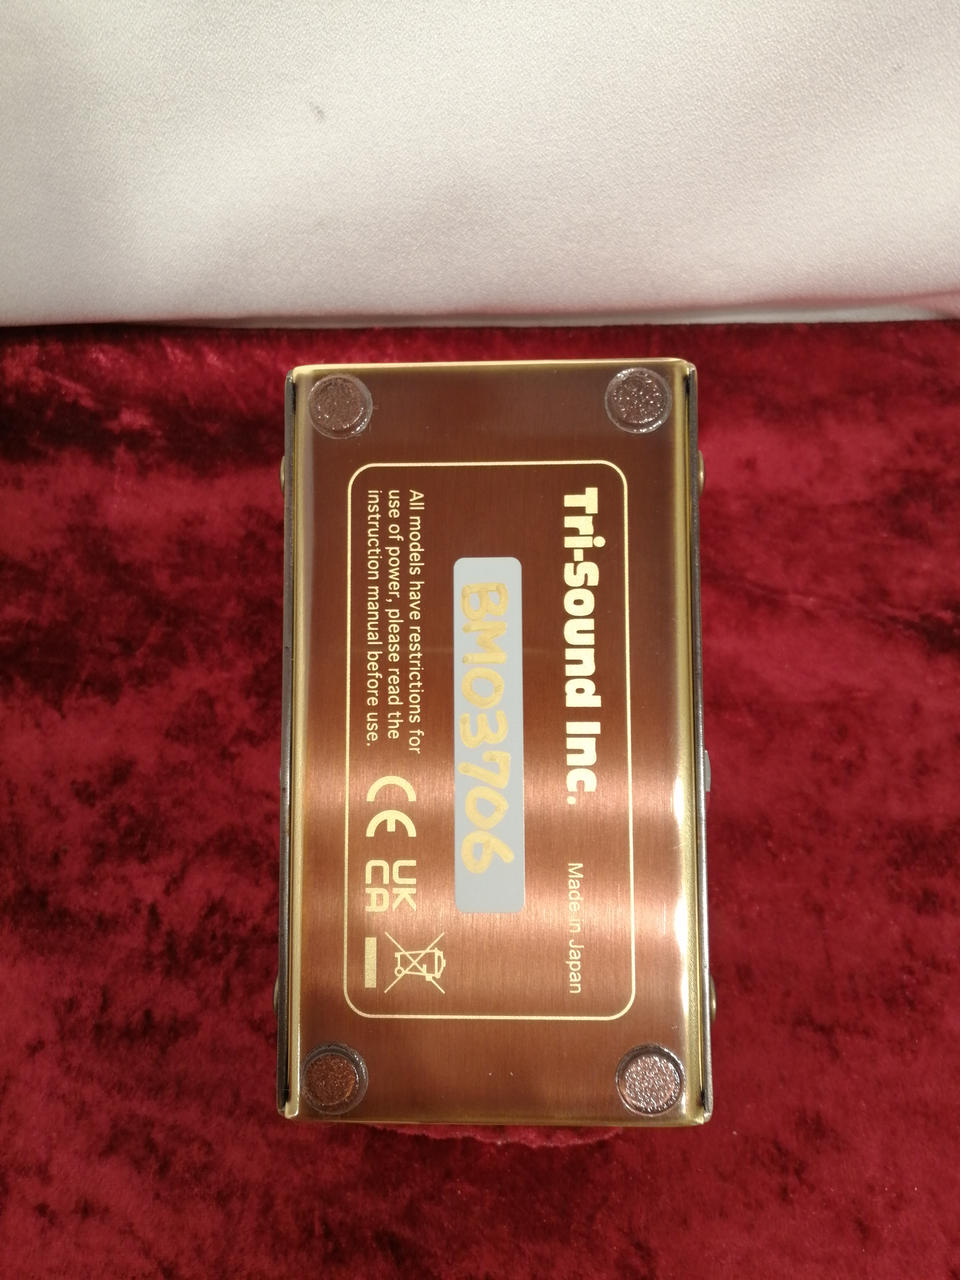 Tri-Sound Inc.
Made in Japan
BM03706
All models have restrictions for
use of power, please read the
instruction manual before use.
CE
UK
CA